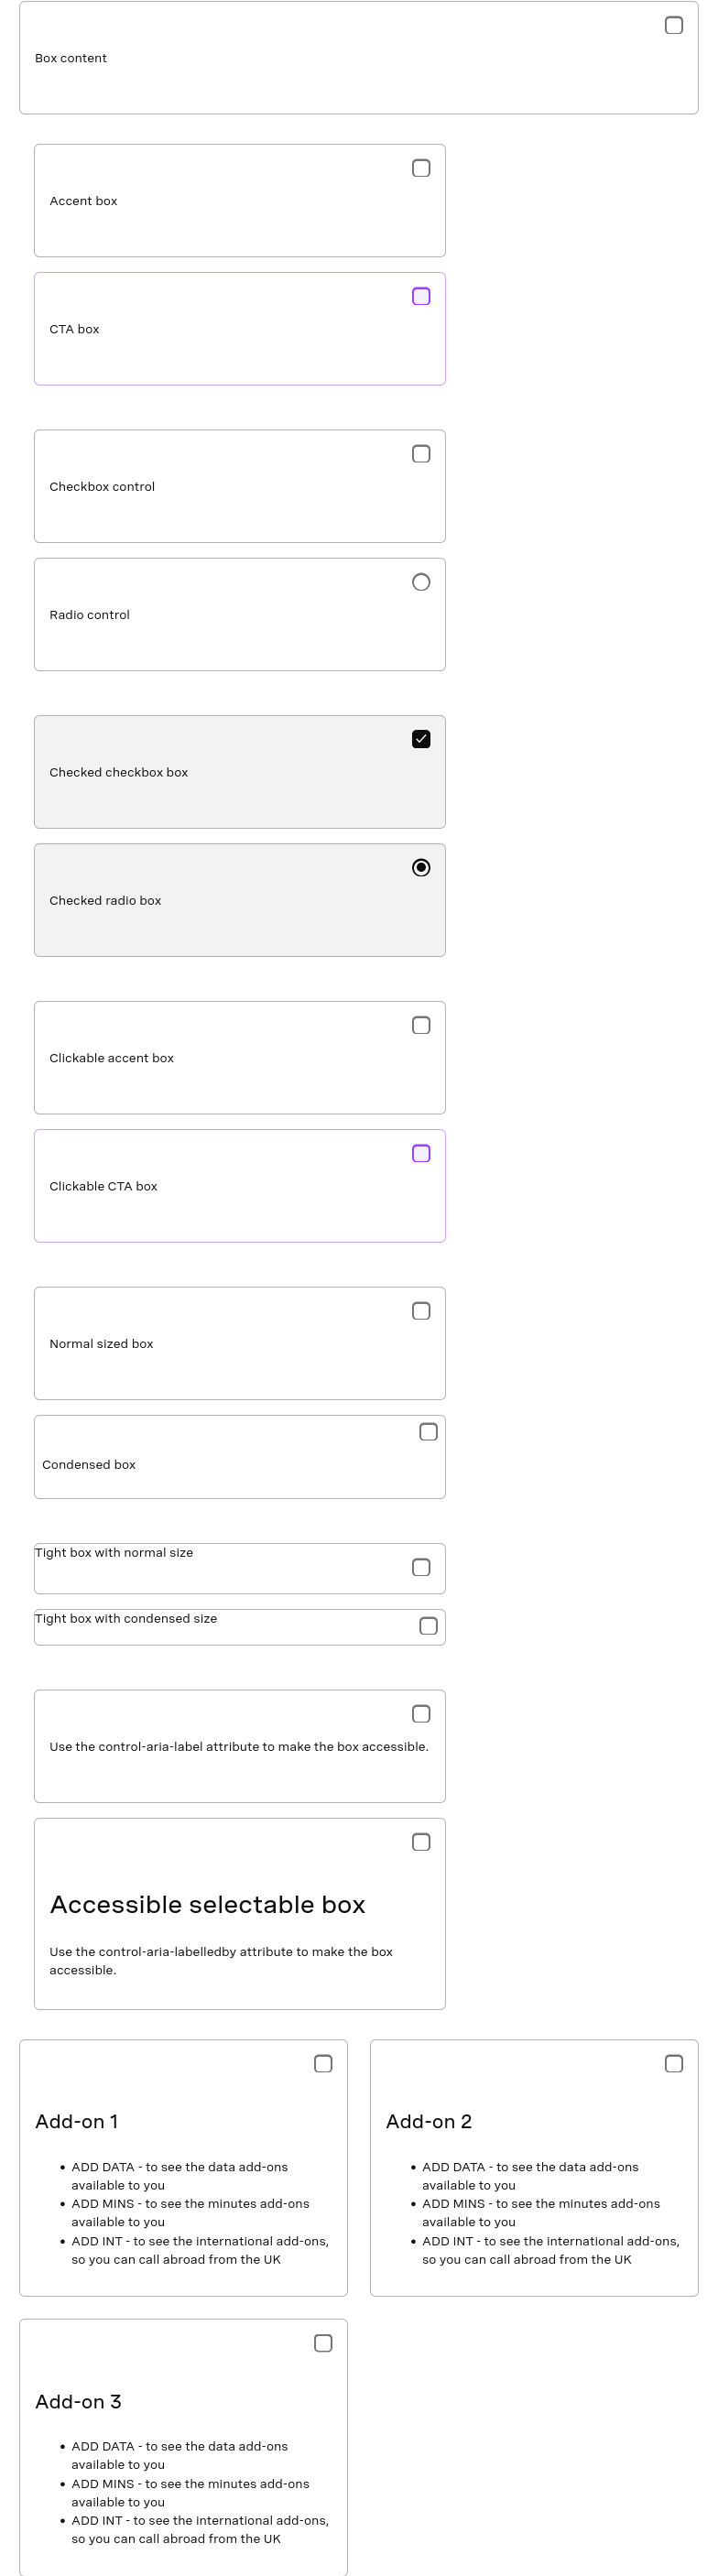 Box content
Accent box
CTA box
Checkbox control
Radio control
Checked checkbox box
Checked radio box
Clickable accent box
Clickable CTA box
Normal sized box
Condensed box
Tight box with normal size
Tight box with condensed size
Use the control-aria-label attribute to make the box accessible.
Accessible selectable box
Use the control-aria-labelledby attribute to make the box
accessible.
Add-on 1
• ADD DATA - to see the data add-ons
available to you
• ADD MINS - to see the minutes add-ons
available to you
• ADD INT - to see the international add-ons,
so you can call abroad from the UK
Add-on 2
• ADD DATA - to see the data add-ons
available to you
• ADD MINS - to see the minutes add-ons
available to you
• ADD INT - to see the international add-ons,
so you can call abroad from the UK
Add-on 3
• ADD DATA - to see the data add-ons
available to you
• ADD MINS - to see the minutes add-ons
available to you
• ADD INT - to see the international add-ons,
so you can call abroad from the UK